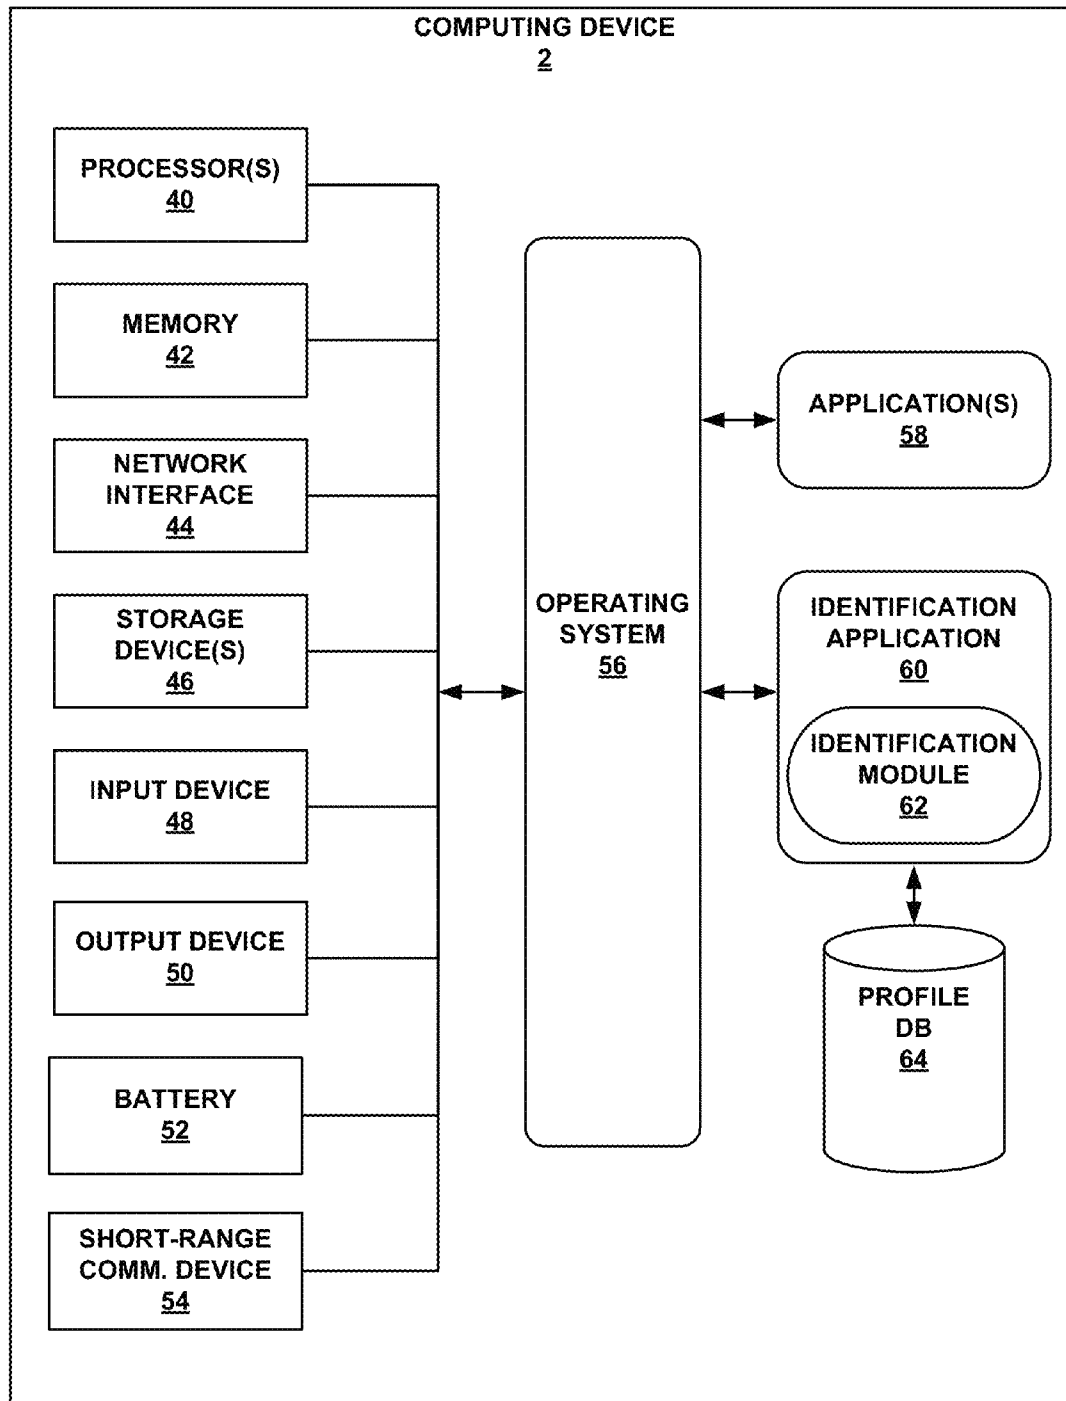 COMPUTING DEVICE
2
PROCESSOR(S)
40
MEMORY
42
NETWORK
INTERFACE
44
STORAGE
DEVICE(S)
46
INPUT DEVICE
48
OUTPUT DEVICE
50
BATTERY
52
SHORT-RANGE
COMM. DEVICE
54
OPERATING
SYSTEM
56
APPLICATION(S)
58
IDENTIFICATION
APPLICATION
60
IDENTIFICATION
MODULE
62
PROFILE
DB
64